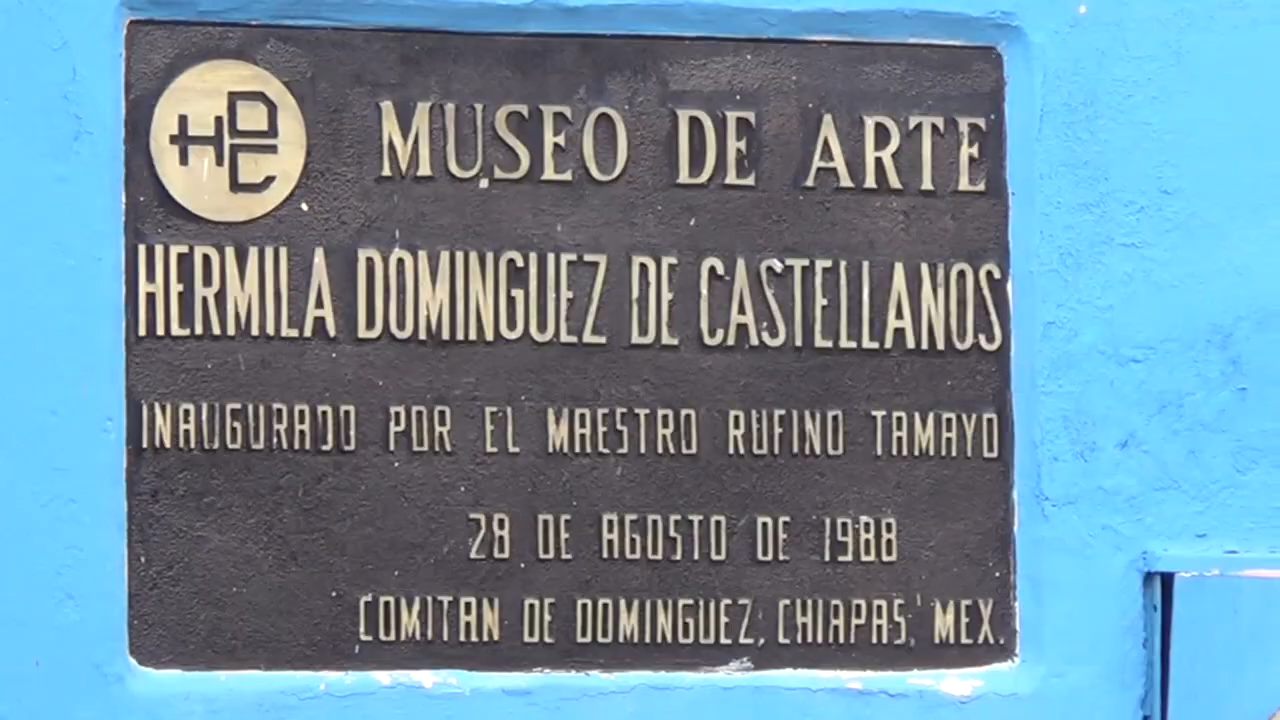 HDC MUSEO DE ARTE
HERMILA DOMINGUEZ DE CASTELLANOS
INAUGURADO POR EL MAESTRO RUFINO TAMAYO
28 DE AGOSTO DE 1988
COMITAN DE DOMINGUEZ, CHIAPAS, MEX.